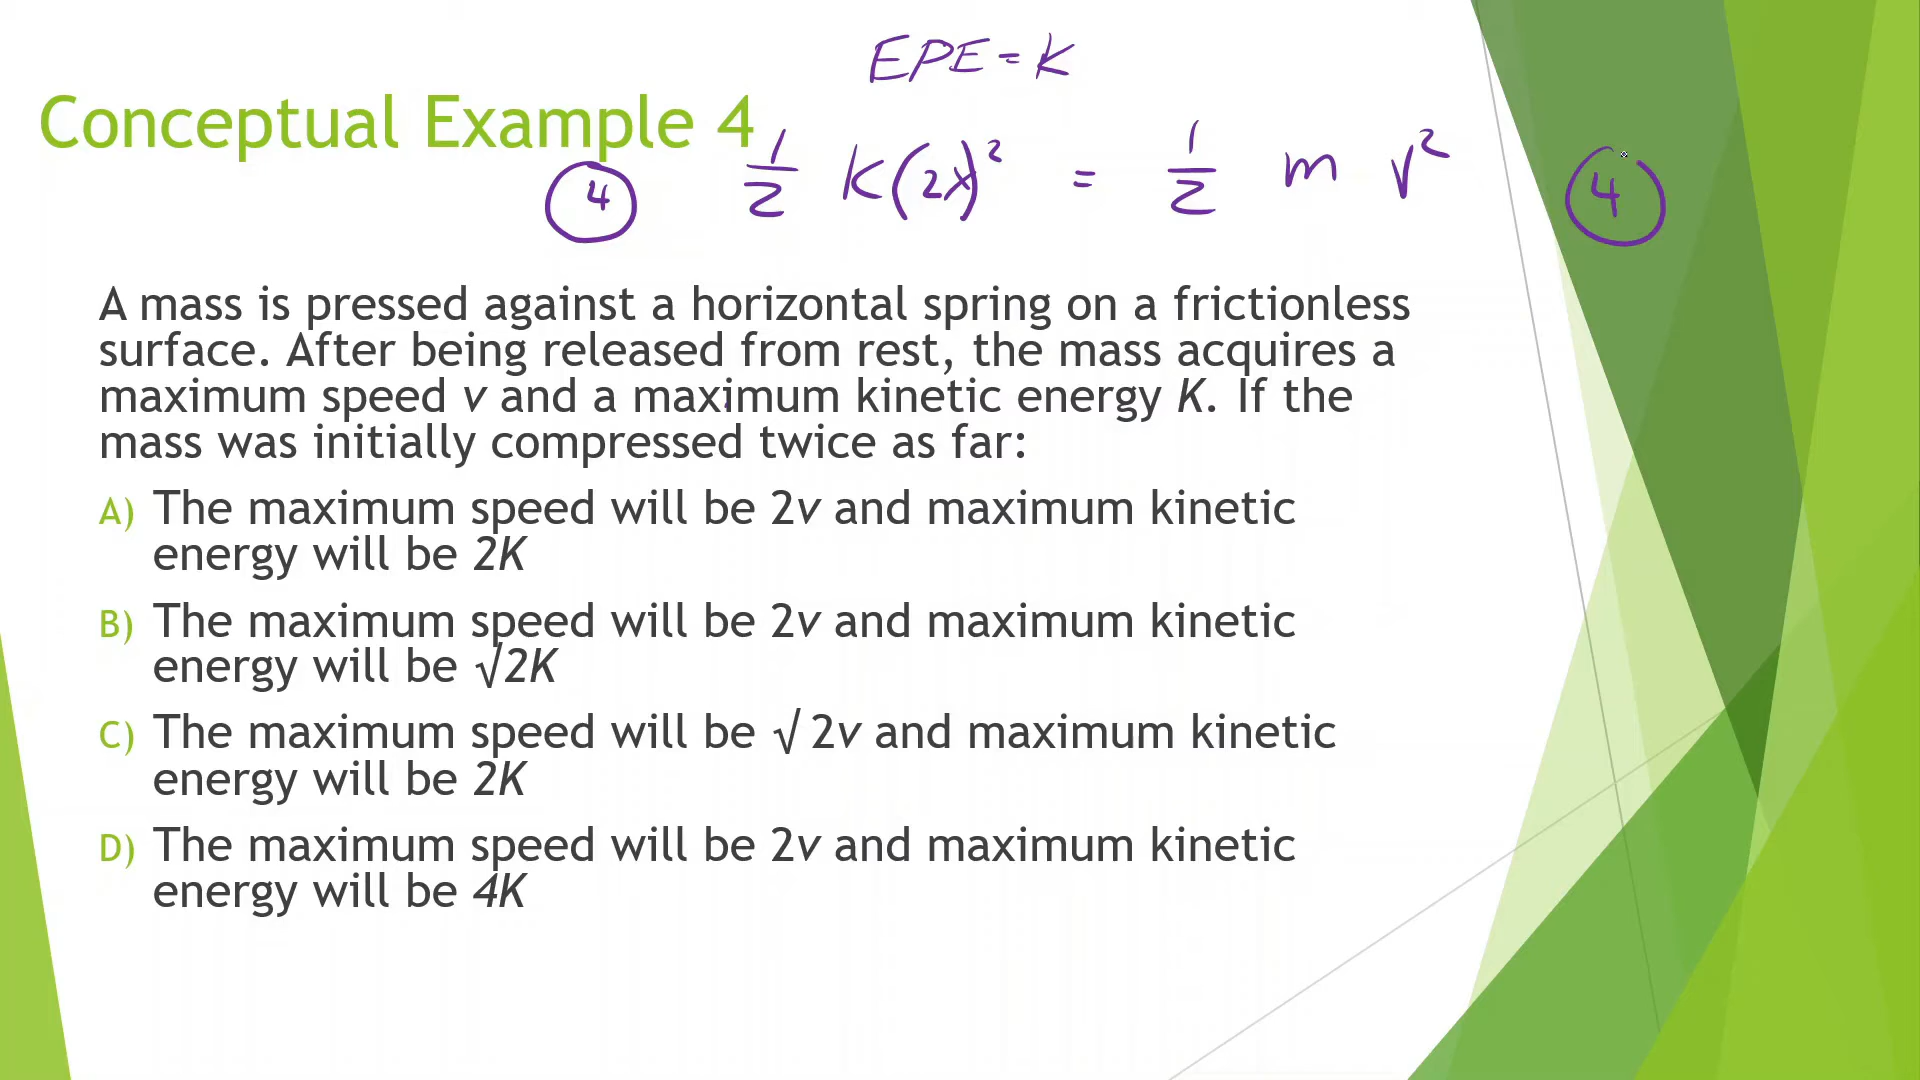 EPE = K
Conceptual Example 4
④ 1/2 K(2x)² = 1/2 m v² ④
A mass is pressed against a horizontal spring on a frictionless
surface. After being released from rest, the mass acquires a
maximum speed v and a maximum kinetic energy K. If the
mass was initially compressed twice as far:
A) The maximum speed will be 2v and maximum kinetic
energy will be 2K
B) The maximum speed will be 2v and maximum kinetic
energy will be √2K
C) The maximum speed will be √ 2v and maximum kinetic
energy will be 2K
D) The maximum speed will be 2v and maximum kinetic
energy will be 4K